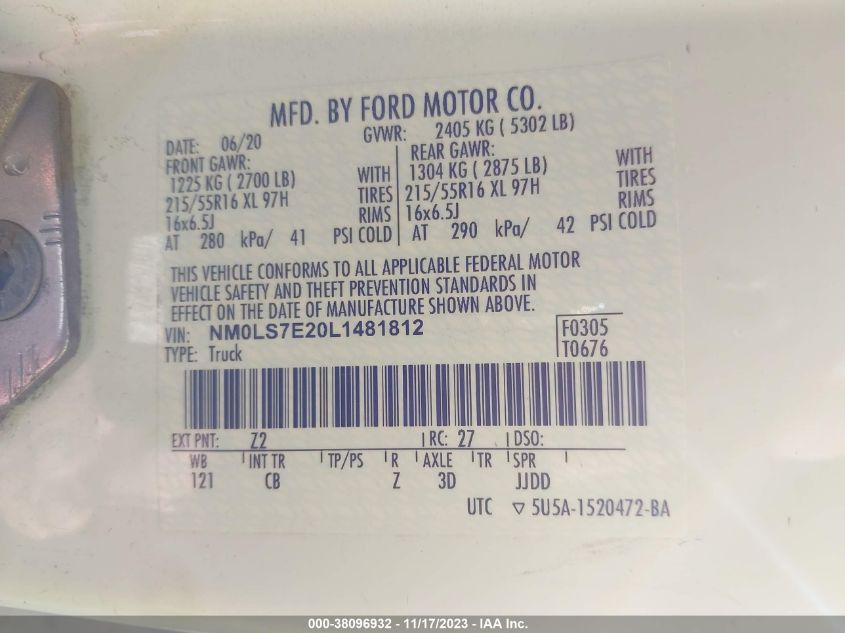 MFD. BY FORD MOTOR CO.
DATE: 06/20 GVWR: 2405 KG ( 5302 LB)
FRONT GAWR: REAR GAWR:
1225 KG ( 2700 LB) WITH 1304 KG ( 2875 LB) WITH
215/55R16 XL 97H TIRES 215/55R16 XL 97H TIRES
16x6.5J RIMS 16x6.5J RIMS
AT 280 kPa/ 41 PSI COLD AT 290 kPa/ 42 PSI COLD
THIS VEHICLE CONFORMS TO ALL APPLICABLE FEDERAL MOTOR
VEHICLE SAFETY AND THEFT PREVENTION STANDARDS IN
EFFECT ON THE DATE OF MANUFACTURE SHOWN ABOVE.
VIN: NM0LS7E20L1481812 F0305
TYPE: Truck T0676
EXT PNT: Z2 RC: 27 DSO:
WB INT TR TP/PS R AXLE TR SPR
121 CB Z 3D JJDD
UTC ▽ 5U5A-1520472-BA
000-38096932 - 11/17/2023 - IAA Inc.